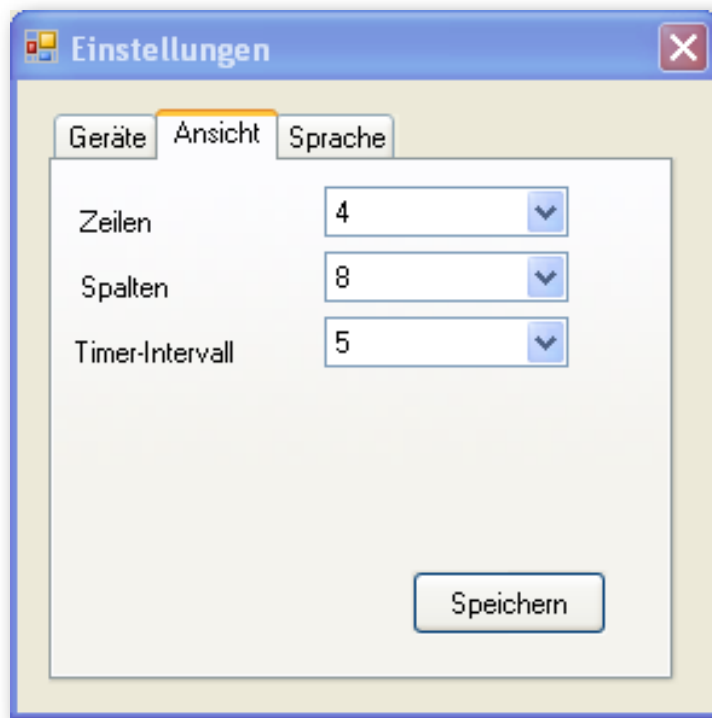 Einstellungen
Geräte Ansicht Sprache
Zeilen 4
Spalten 8
Timer-Intervall 5
Speichern